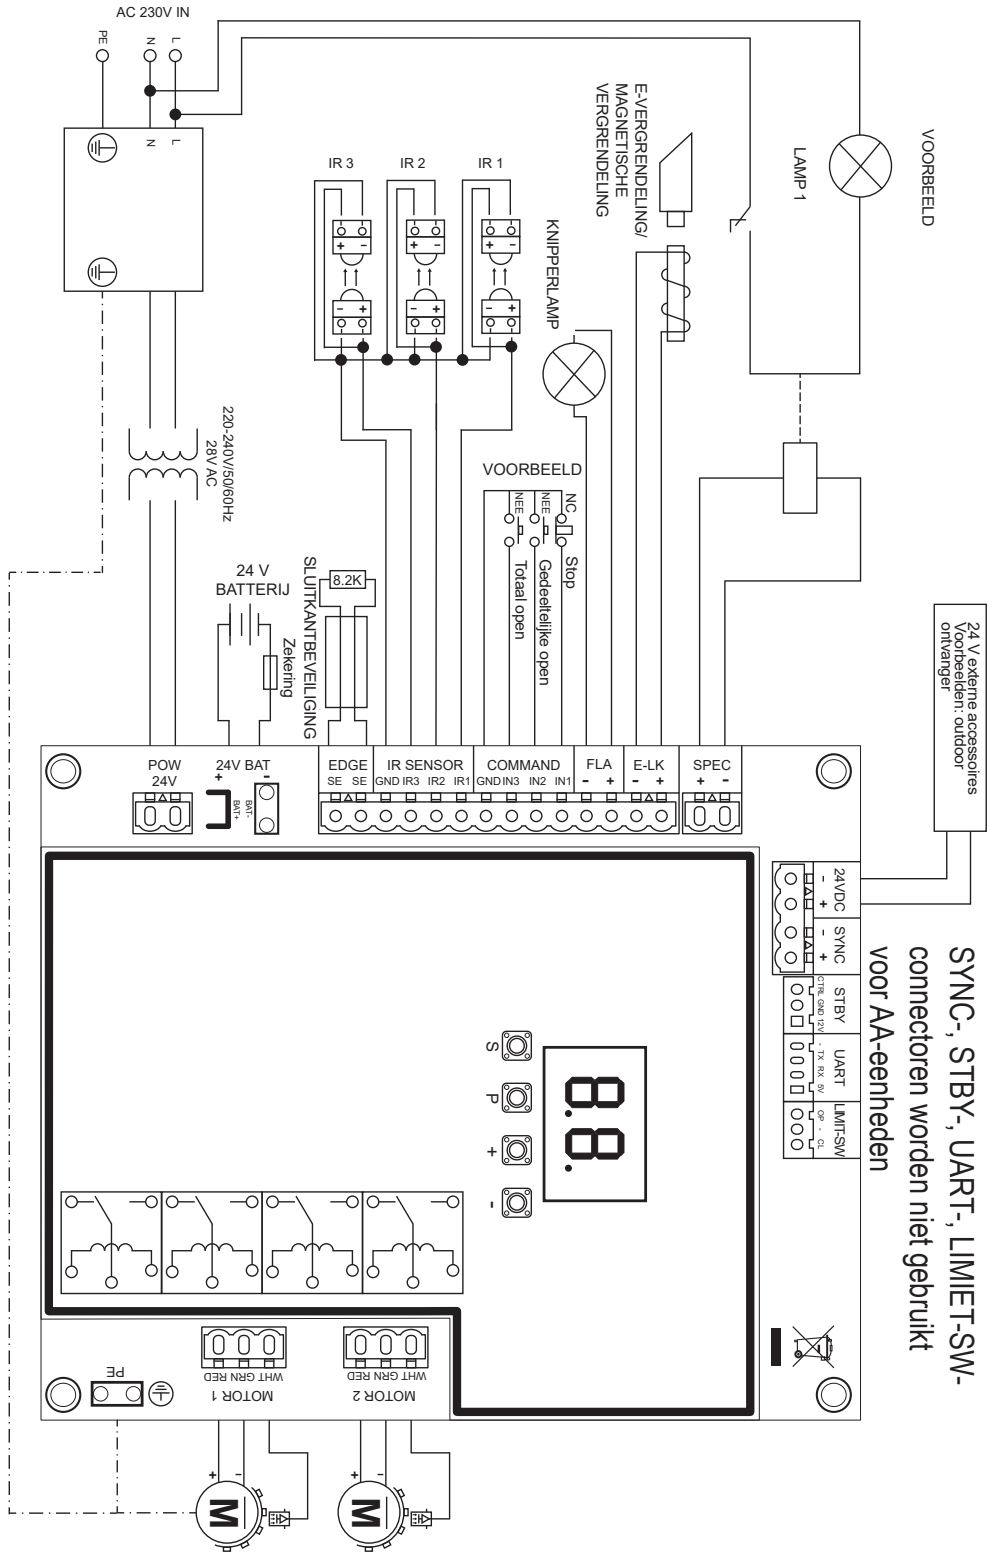 AC 230V IN
PE
N
L
N
L
VOORBEELD
LAMP 1
E-VERGRENDELING/
MAGNETISCHE
VERGRENDELING
IR 3
IR 2
IR 1
+ -
+ -
+ -
- +
- +
- +
KNIPPERLAMP
220-240V/50/60Hz
28V AC
24 V
BATTERIJ
Zekering
SLUITKANTBEVEILIGING
8.2K
VOORBEELD
NEE
NEE
NC
Stop
Gedeeltelijke open
Totaal open
24 V externe accessoires
Voorbeelden: outdoor
ontvanger
POW
24V
24V BAT
+ -
BAT+
BAT-
EDGE
SE SE
IR SENSOR
GND IR3 IR2 IR1
COMMAND
GND IN3 IN2 IN1
FLA
- +
E-LK
- +
SPEC
+ -
24VDC
- +
SYNC
- +
STBY
CTRL GND 12V
UART
- TX RX 5V
LIMIT-SW
OP - CL
SYNC-, STBY-, UART-, LIMIET-SW-
connectoren worden niet gebruikt
voor AA-eenheden
8.8.
S
P
+
-
PE
WHT GRN RED
MOTOR 1
WHT GRN RED
MOTOR 2
+ -
M
+ -
M